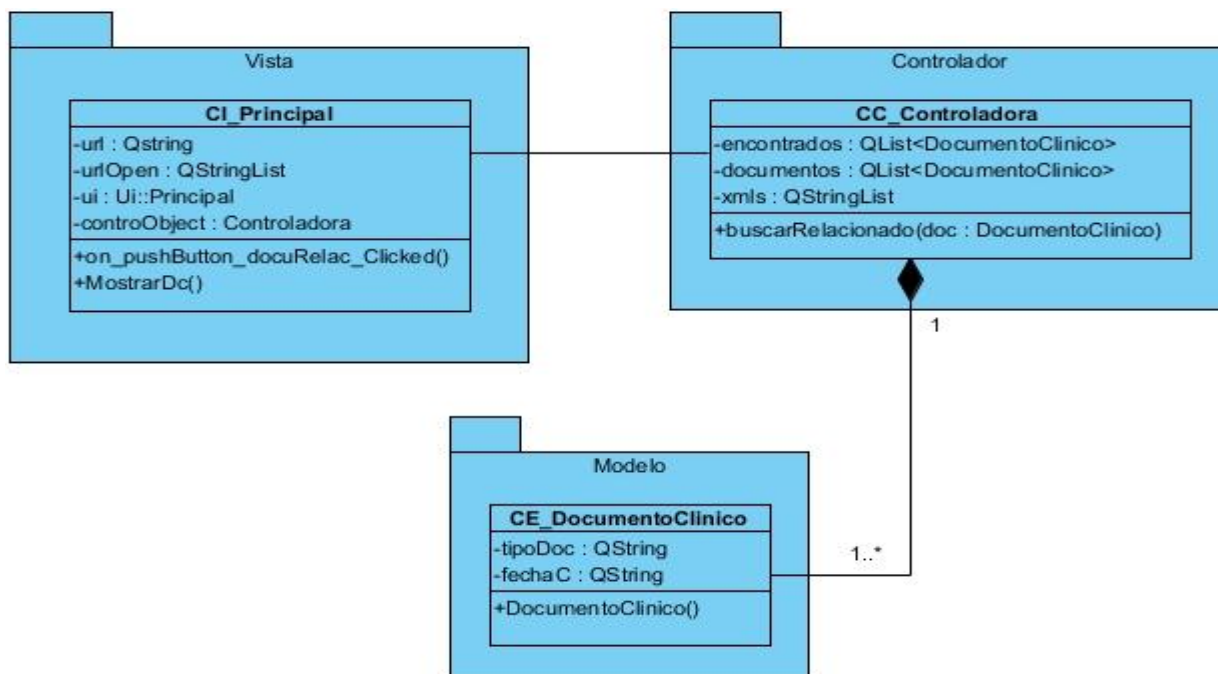 Vista
CI_Principal
-url : Qstring
-urlOpen : QStringList
-ui : Ui::Principal
-controObject : Controladora
+on_pushButton_docuRelac_Clicked()
+MostrarDc()
Controlador
CC_Controladora
-encontrados : QList<DocumentoClinico>
-documentos : QList<DocumentoClinico>
-xmls : QStringList
+buscarRelacionado(doc : DocumentoClinico)
1
Modelo
CE_DocumentoClinico
-tipoDoc : QString
-fechaC : QString
+DocumentoClinico()
1..*